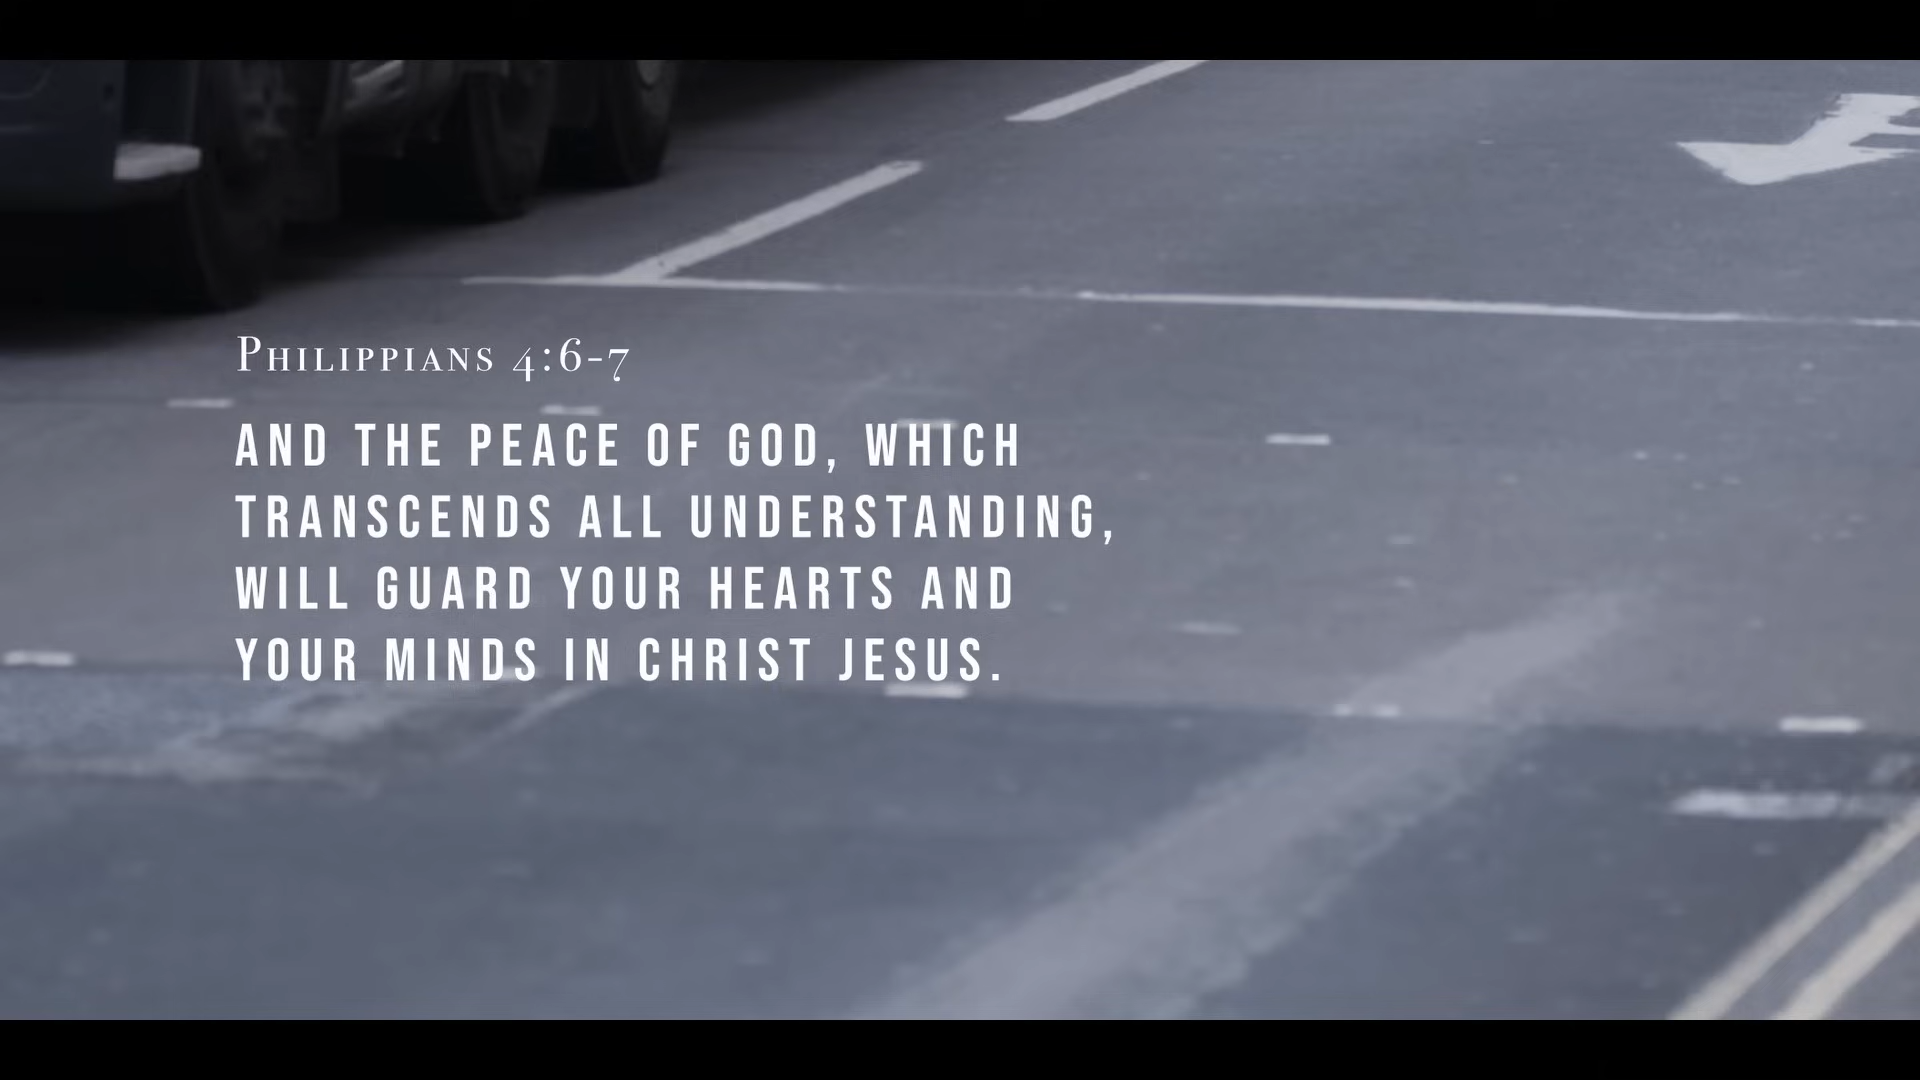 Philippians 4:6-7
AND THE PEACE OF GOD, WHICH
TRANSCENDS ALL UNDERSTANDING,
WILL GUARD YOUR HEARTS AND
YOUR MINDS IN CHRIST JESUS.